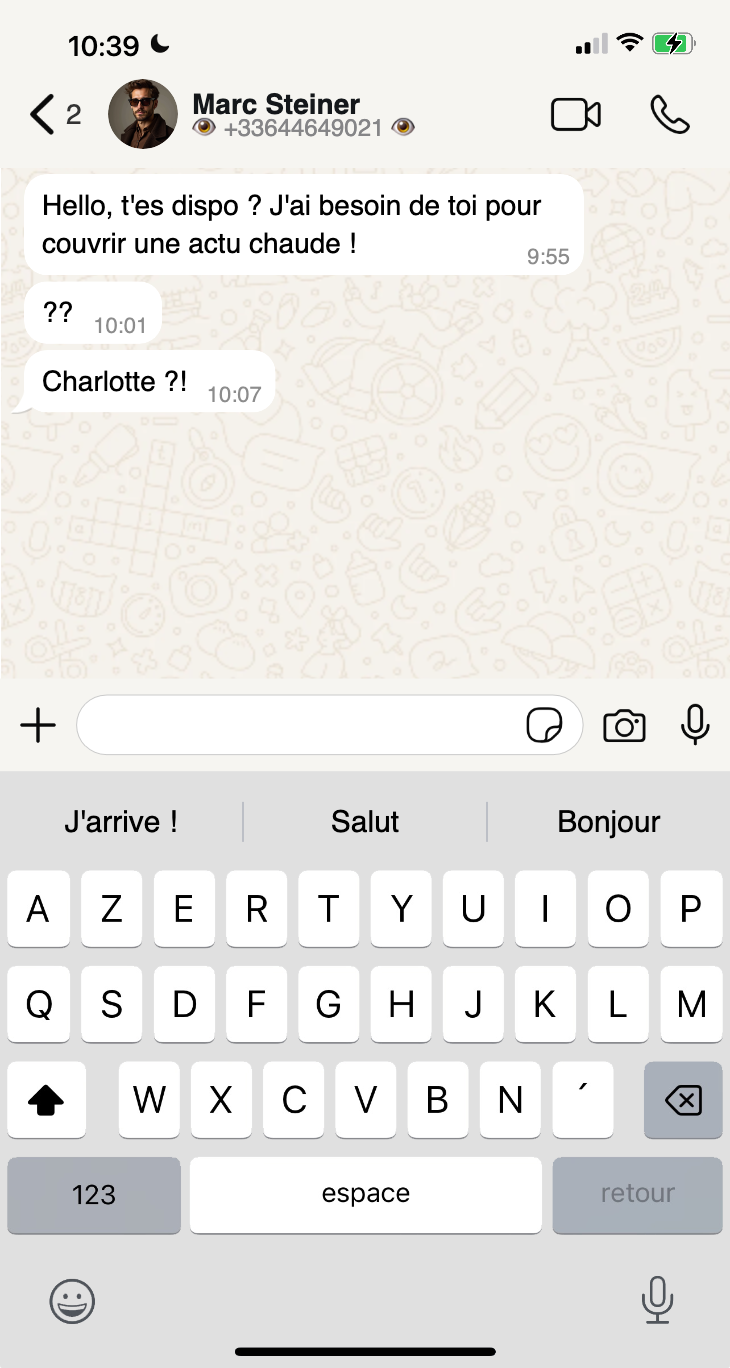 10:39
2
Marc Steiner
👁 +33644649021 👁
Hello, t'es dispo ? J'ai besoin de toi pour
couvrir une actu chaude !
9:55
??
10:01
Charlotte ?!
10:07
J'arrive !
Salut
Bonjour
A Z E R T Y U I O P
Q S D F G H J K L M
W X C V B N ´
123
espace
retour